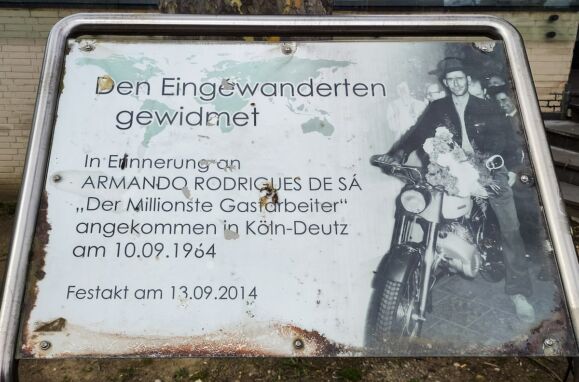 Den Eingewanderten
gewidmet
In Erinnerung an
ARMANDO RODRIGUES DE SÁ
„Der Millionste Gastarbeiter“
angekommen in Köln-Deutz
am 10.09.1964
Festakt am 13.09.2014